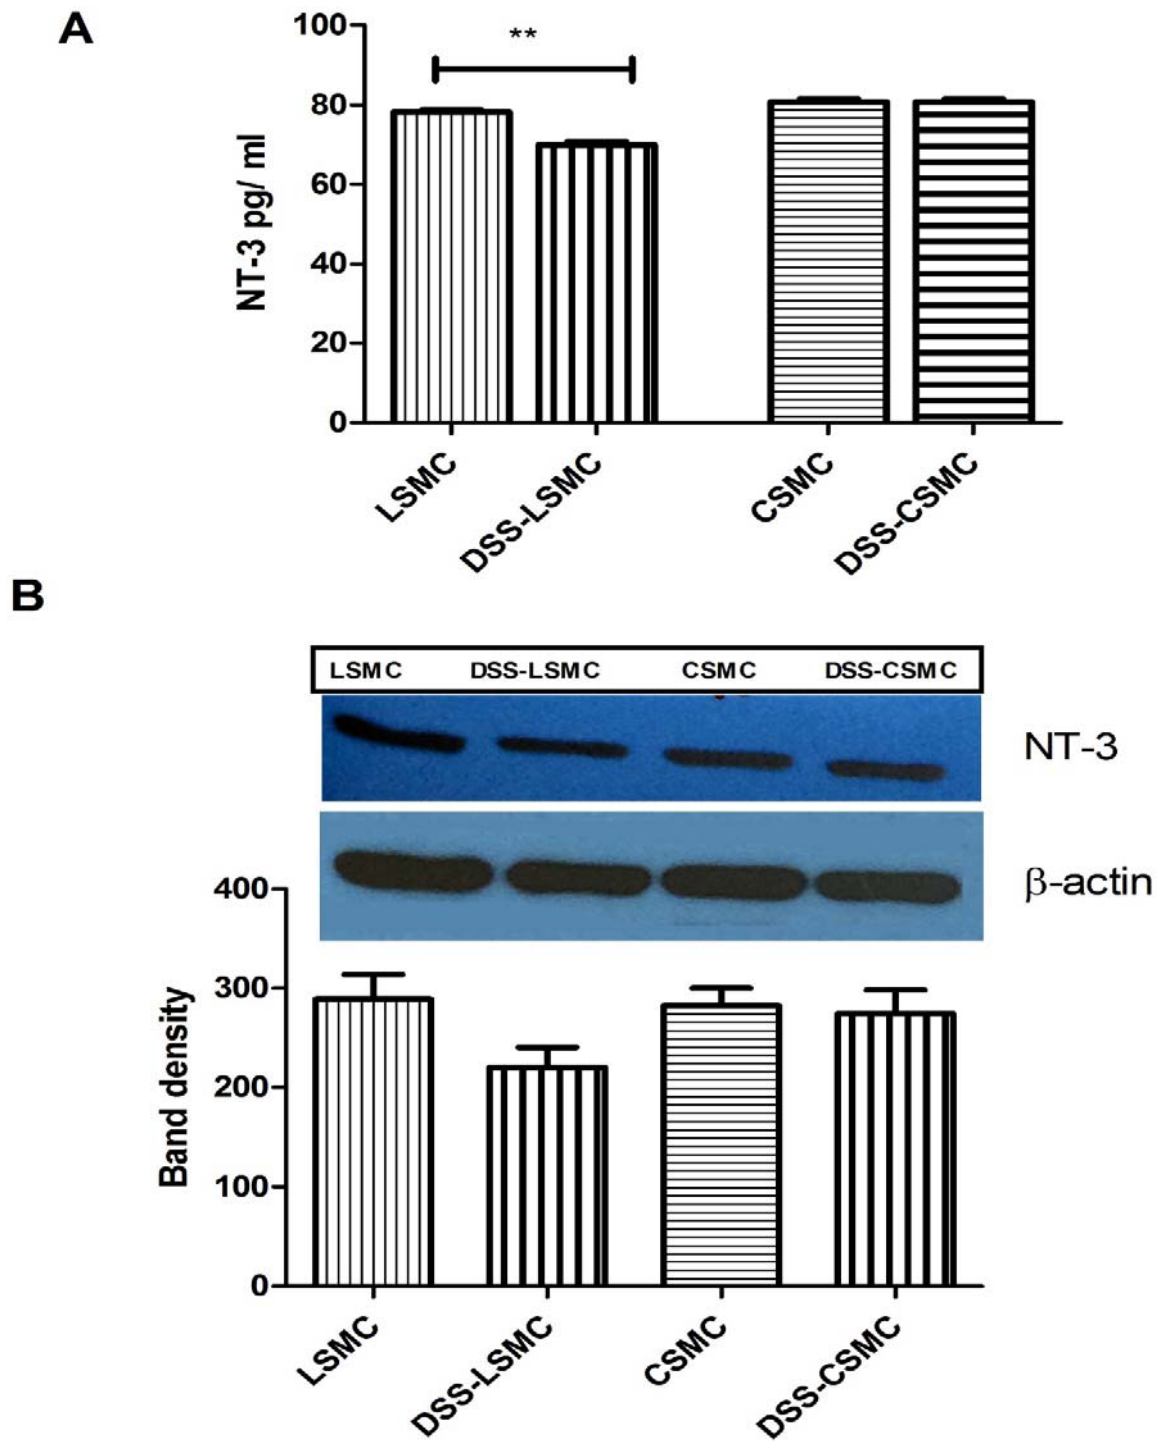 A
**
100
80
60
40
20
0
NT-3 pg/ ml
LSMC
DSS-LSMC
CSMC
DSS-CSMC
B
LSMC DSS-LSMC CSMC DSS-CSMC
NT-3
β-actin
400
300
200
100
0
Band density
LSMC
DSS-LSMC
CSMC
DSS-CSMC